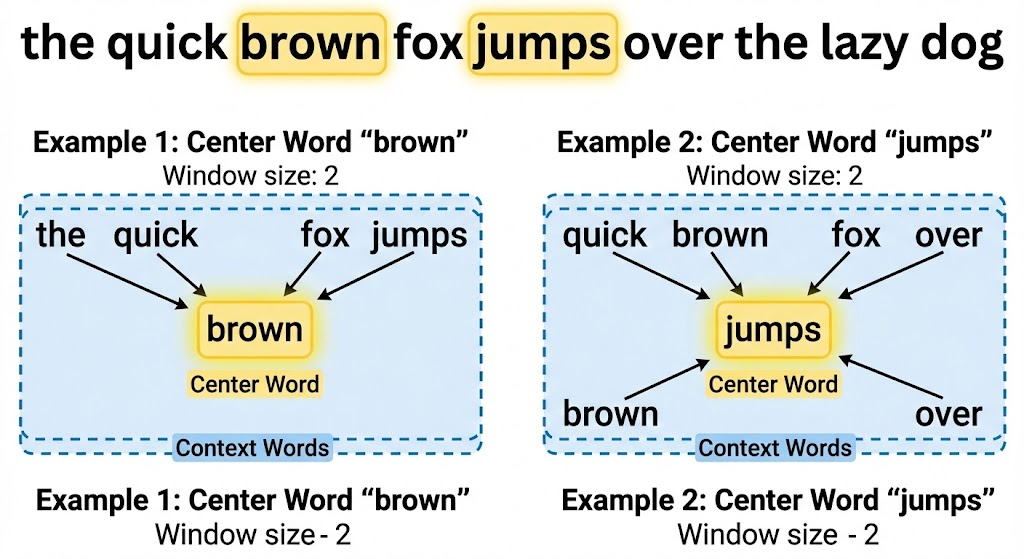 the quick brown fox jumps over the lazy dog
Example 1: Center Word “brown”
Window size: 2
the quick fox jumps
brown
Center Word
Context Words
Example 1: Center Word “brown”
Window size - 2
Example 2: Center Word “jumps”
Window size: 2
quick brown fox over
jumps
Center Word
brown over
Context Words
Example 2: Center Word “jumps”
Window size - 2